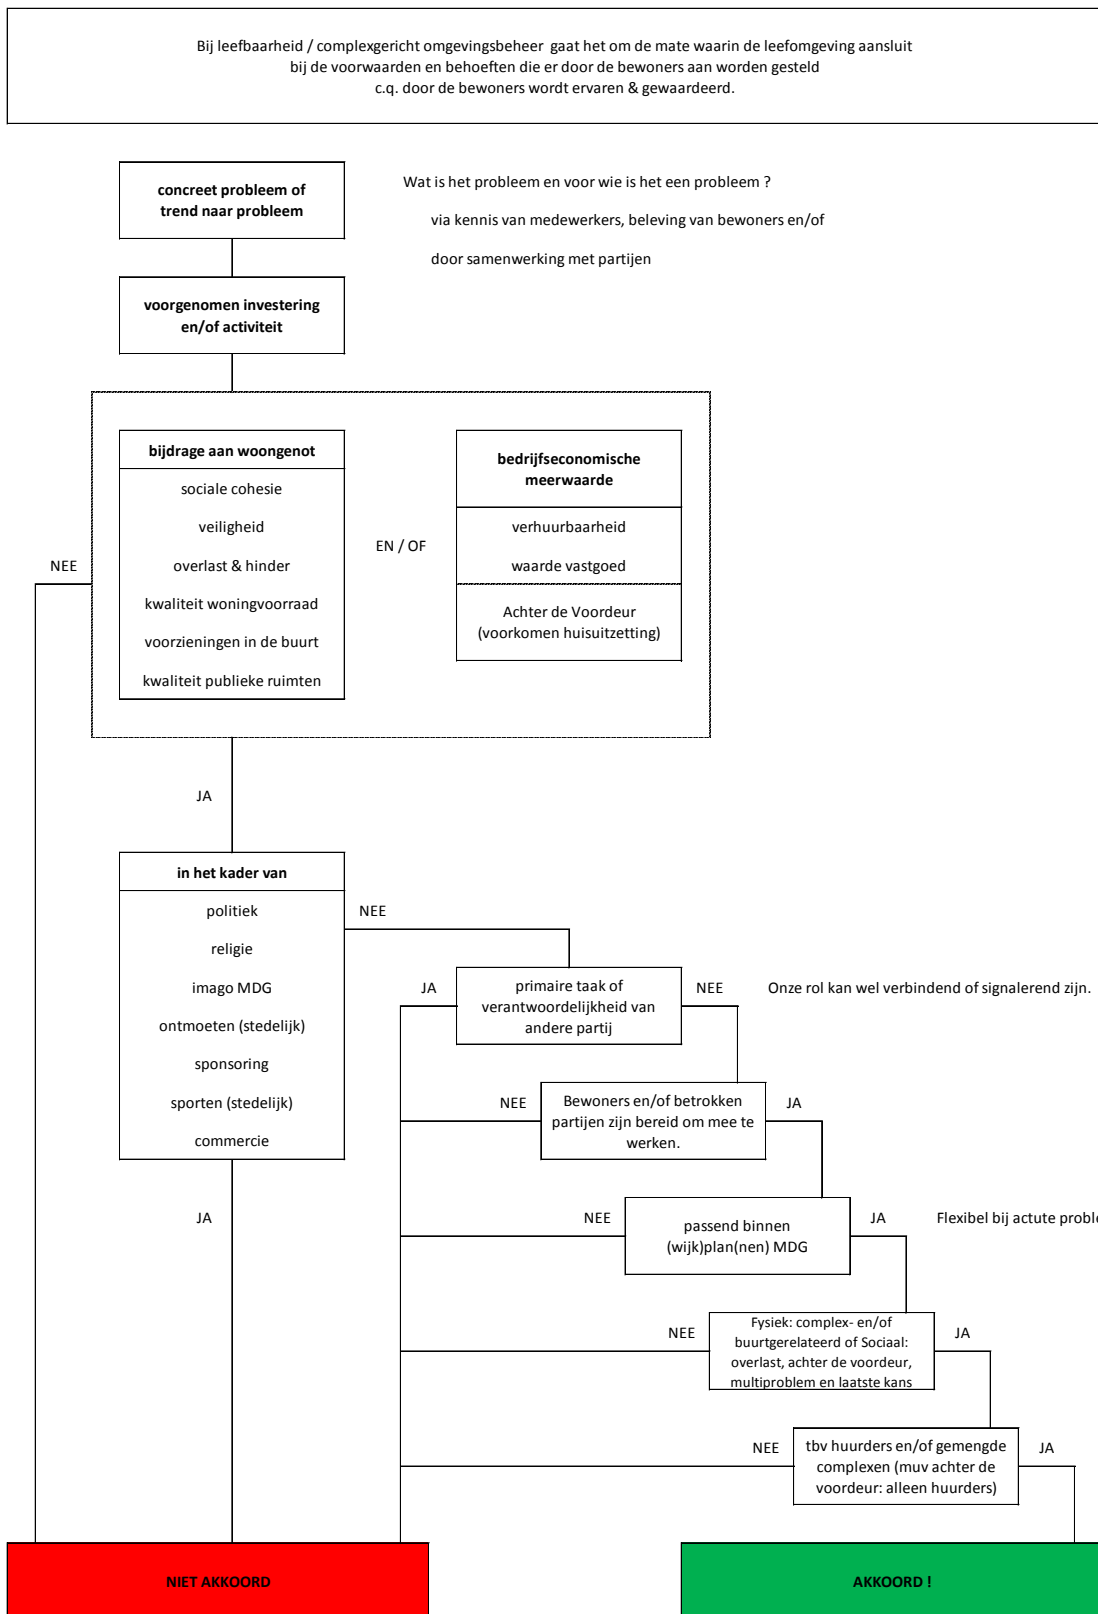 Bij leefbaarheid / complexgericht omgevingsbeheer gaat het om de mate waarin de leefomgeving aansluit
bij de voorwaarden en behoeften die er door de bewoners aan worden gesteld
c.q. door de bewoners wordt ervaren & gewaardeerd.
concreet probleem of
trend naar probleem
Wat is het probleem en voor wie is het een probleem ?
via kennis van medewerkers, beleving van bewoners en/of
door samenwerking met partijen
voorgenomen investering
en/of activiteit
bijdrage aan woongenot
sociale cohesie
veiligheid
overlast & hinder
kwaliteit woningvoorraad
voorzieningen in de buurt
kwaliteit publieke ruimten
EN / OF
bedrijfseconomische
meerwaarde
verhuurbaarheid
waarde vastgoed
Achter de Voordeur
(voorkomen huisuitzetting)
NEE
JA
in het kader van
politiek
religie
imago MDG
ontmoeten (stedelijk)
sponsoring
sporten (stedelijk)
commercie
NEE
JA
primaire taak of
verantwoordelijkheid van
andere partij
NEE
Onze rol kan wel verbindend of signalerend zijn.
NEE
Bewoners en/of betrokken
partijen zijn bereid om mee te
werken.
JA
JA
NEE
passend binnen
(wijk)plan(nen) MDG
JA
Flexibel bij actute proble
NEE
Fysiek: complex- en/of
buurtgerelateerd of Sociaal:
overlast, achter de voordeur,
multiproblem en laatste kans
JA
NEE
tbv huurders en/of gemengde
complexen (muv achter de
voordeur: alleen huurders)
JA
NIET AKKOORD
AKKOORD !